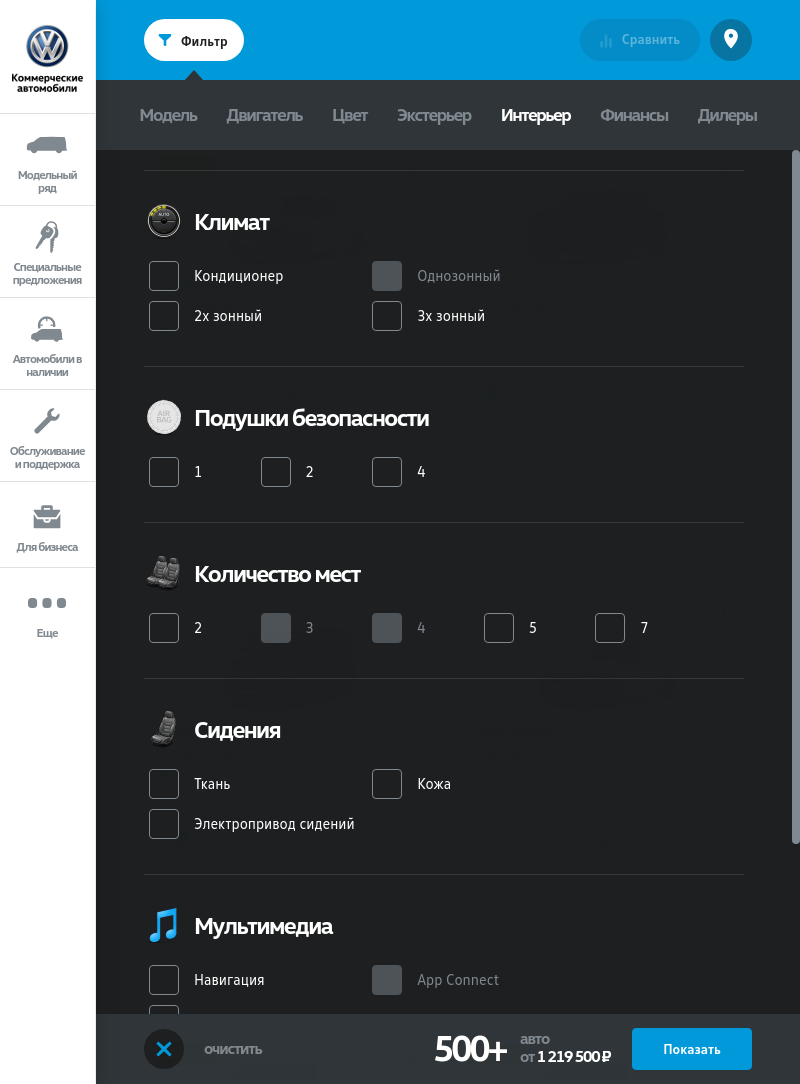 Коммерческие
автомобили
Модельный
ряд
Специальные
предложения
Автомобили в
наличии
Обслуживание
и поддержка
Для бизнеса
Еще
Фильтр
Сравнить
Модель Двигатель Цвет Экстерьер Интерьер Финансы Дилеры
AUTO
Климат
Кондиционер Однозонный
2х зонный 3х зонный
AIR
BAG
Подушки безопасности
1 2 4
Количество мест
2 3 4 5 7
Сидения
Ткань Кожа
Электропривод сидений
Мультимедиа
Навигация App Connect
очистить
500+
авто
от 1 219 500 ₽
Показать